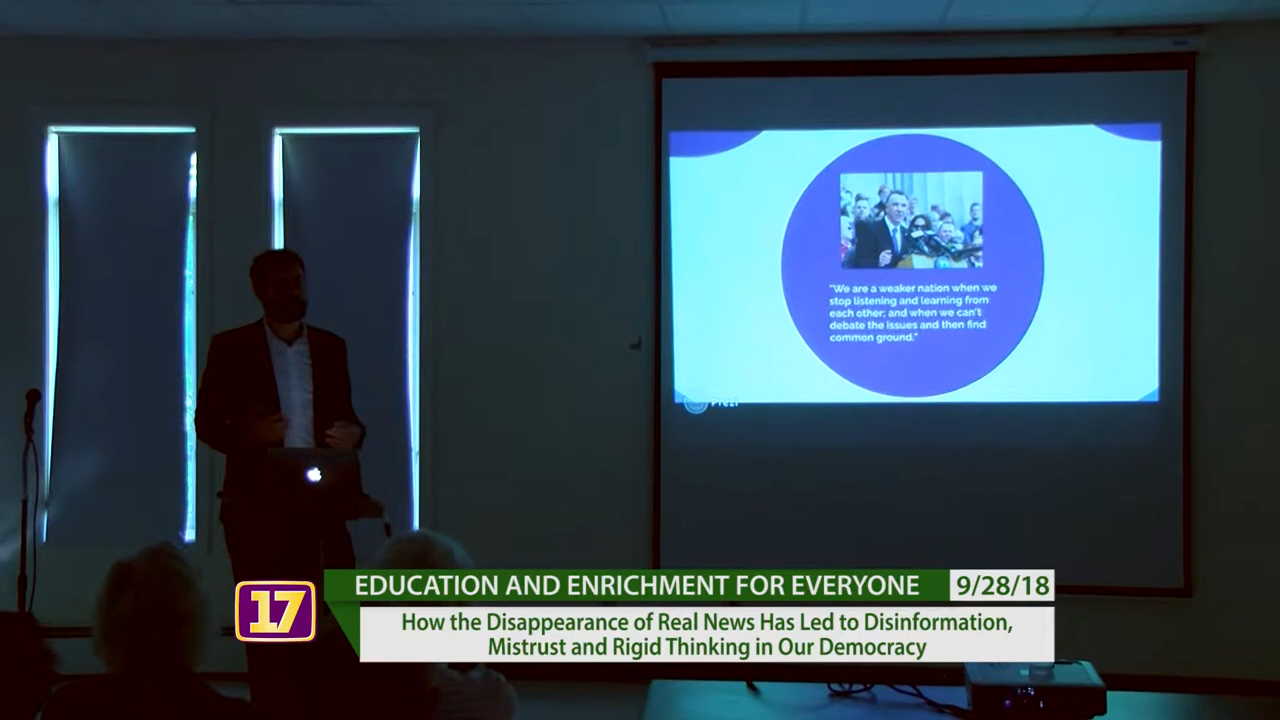 "We are a weaker nation when we
stop listening and learning from
each other; and when we can't
debate the issues and then find
common ground."
Prezi
17
EDUCATION AND ENRICHMENT FOR EVERYONE
9/28/18
How the Disappearance of Real News Has Led to Disinformation,
Mistrust and Rigid Thinking in Our Democracy